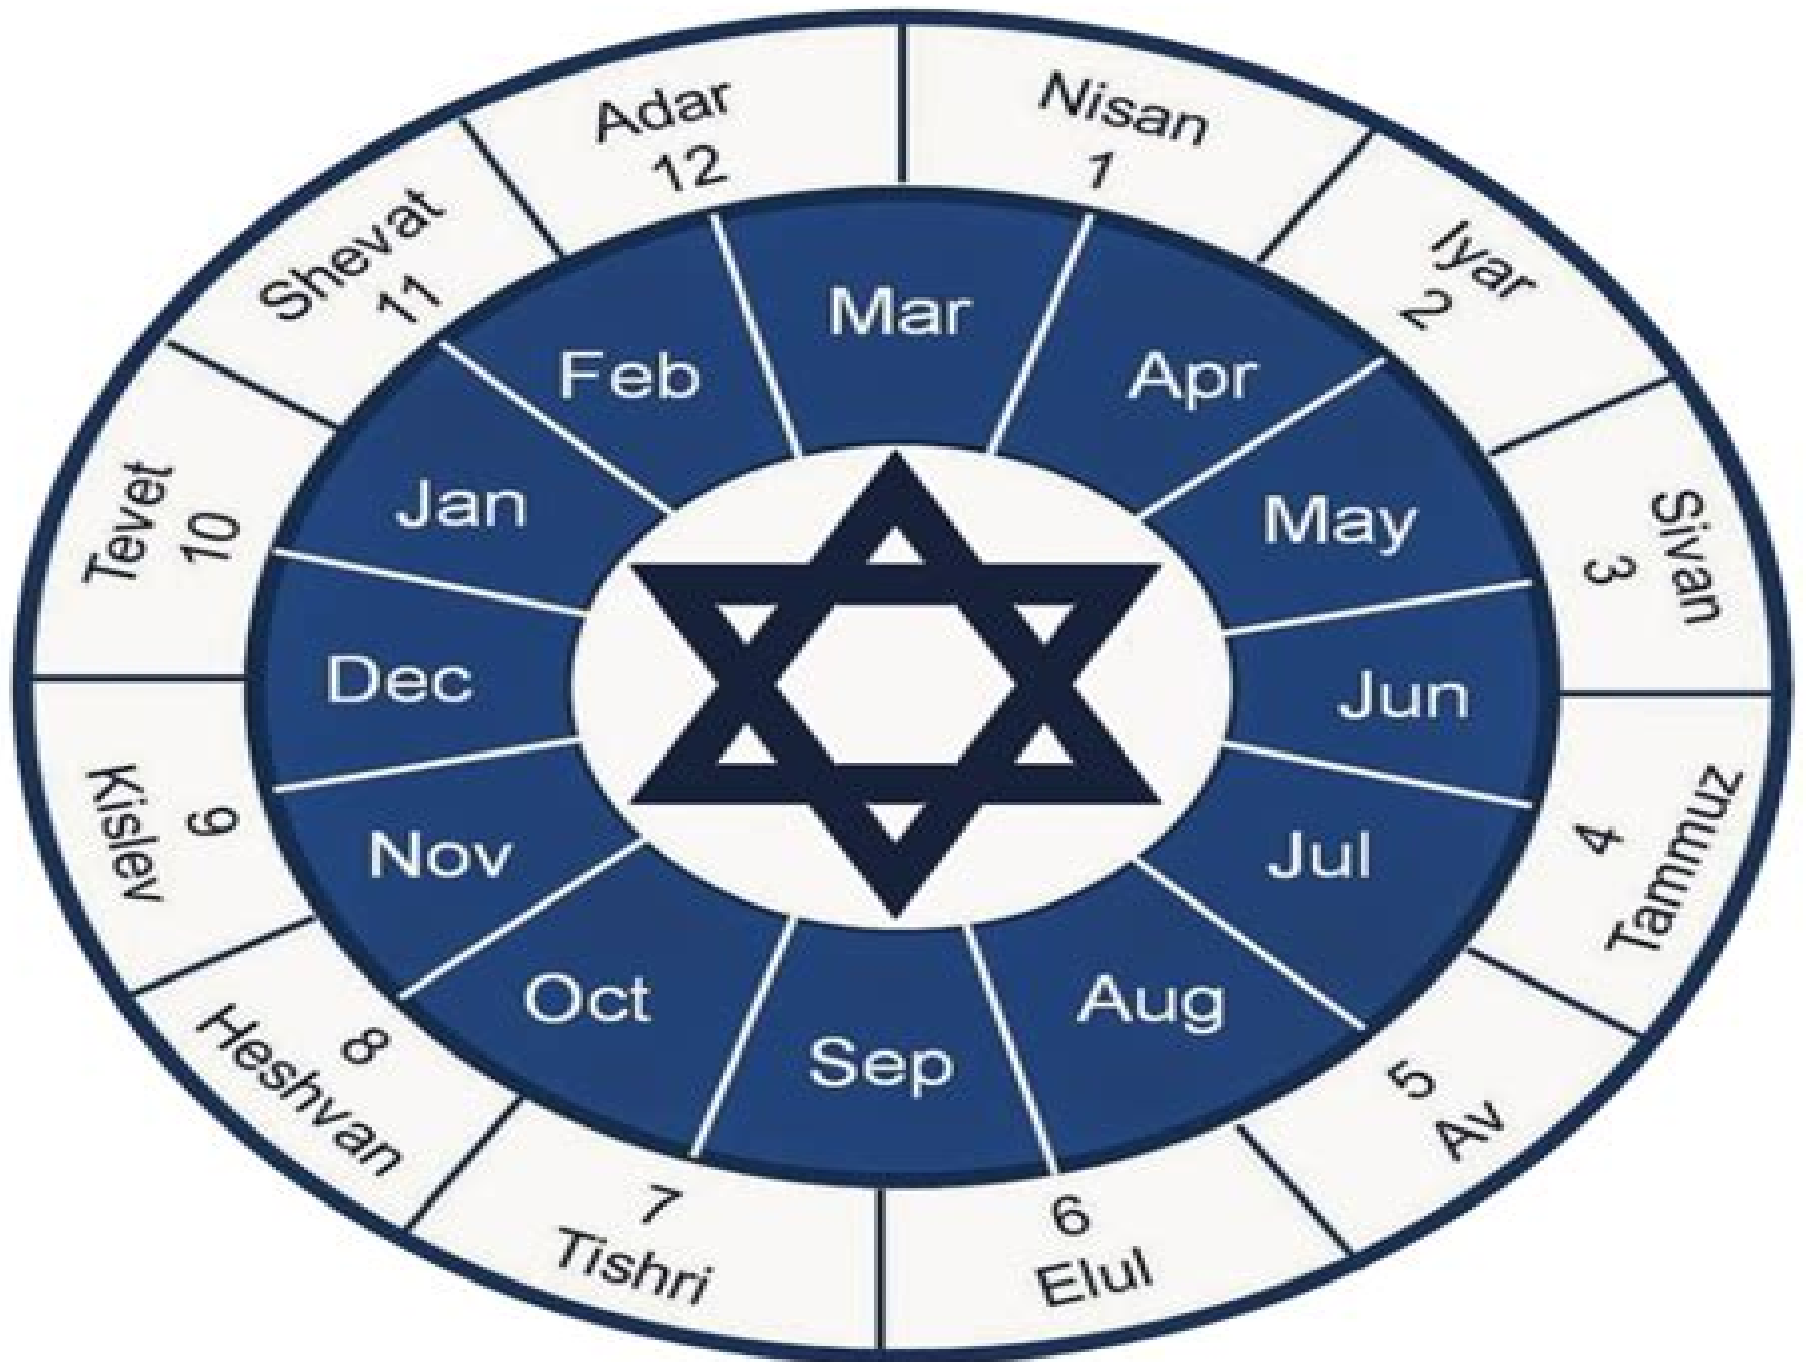 Nisan
1
Iyar
2
Sivan
3
Tammuz
4
5
Av
6
Elul
7
Tishri
8
Heshvan
9
Kislev
Tevet
10
Shevat
11
Adar
12
Jan
Feb
Mar
Apr
May
Jun
Jul
Aug
Sep
Oct
Nov
Dec